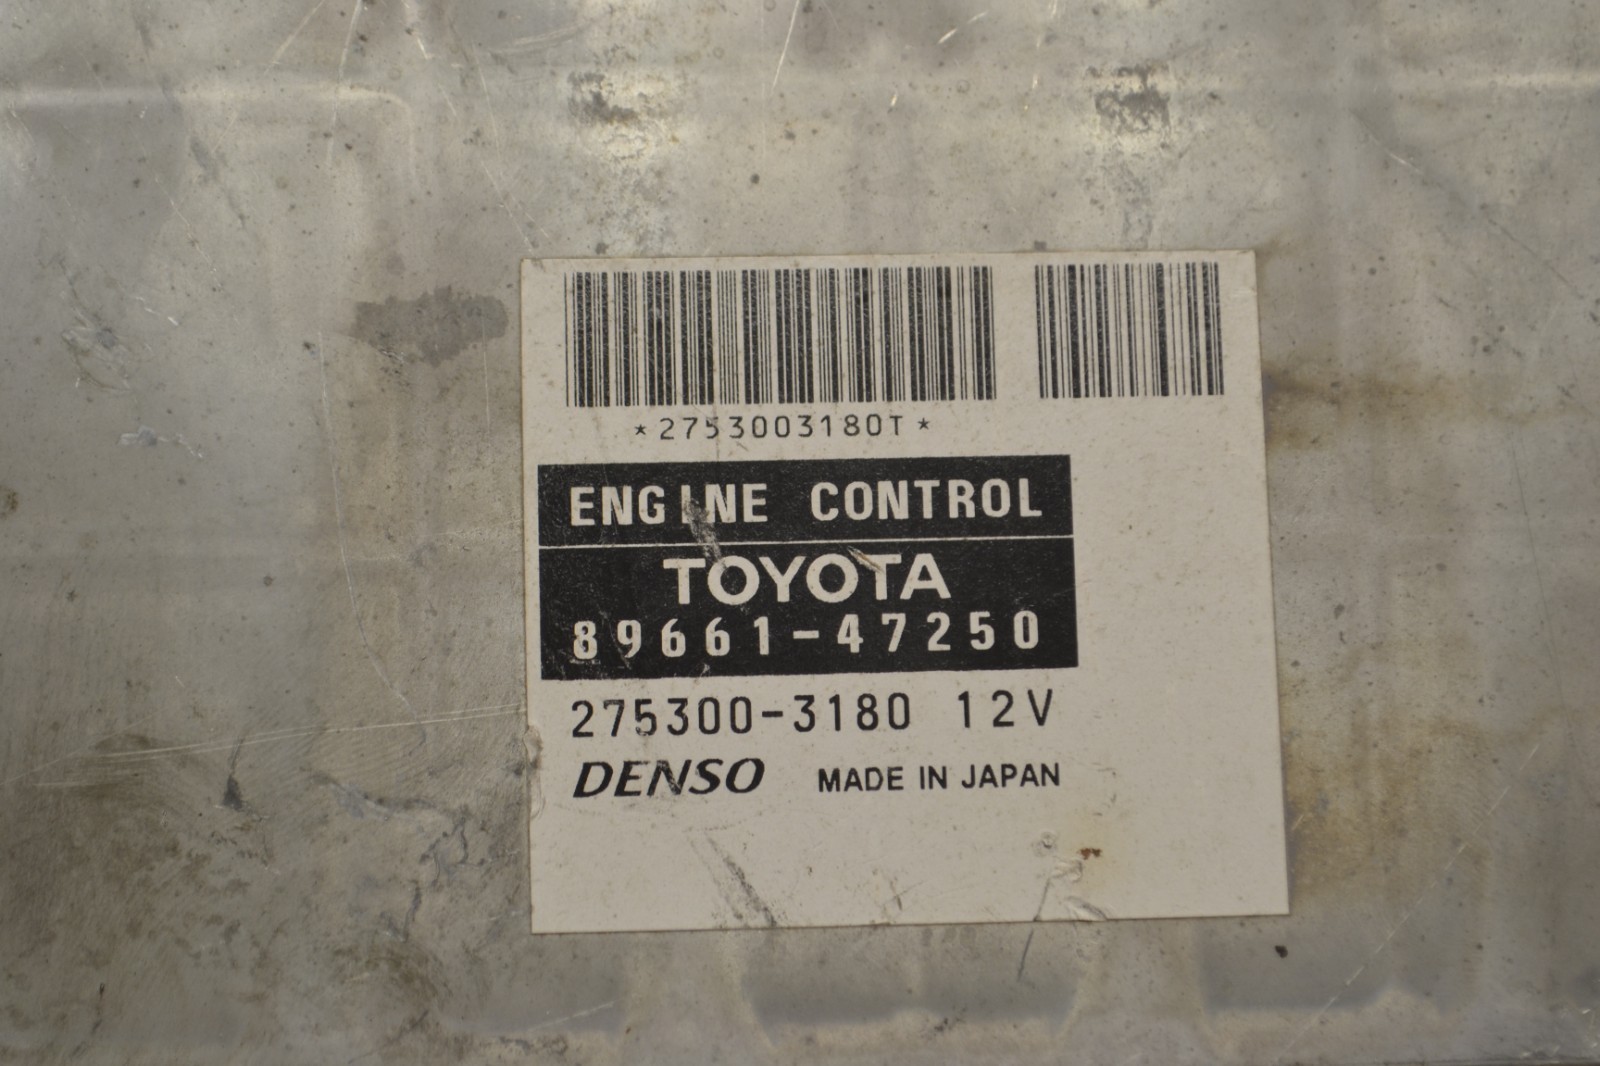 *2753003180T*
ENGINE CONTROL
TOYOTA
89661-47250
275300-3180 12V
DENSO MADE IN JAPAN